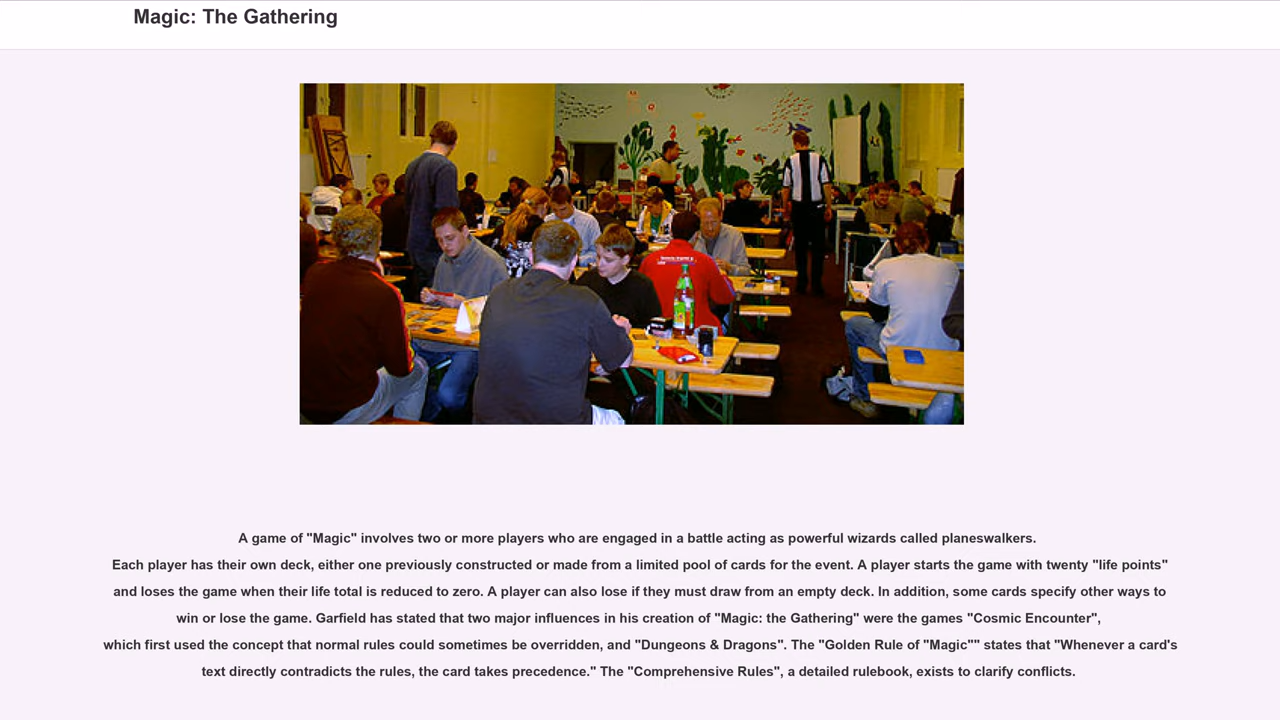 Magic: The Gathering
A game of "Magic" involves two or more players who are engaged in a battle acting as powerful wizards called planeswalkers.
Each player has their own deck, either one previously constructed or made from a limited pool of cards for the event. A player starts the game with twenty "life points"
and loses the game when their life total is reduced to zero. A player can also lose if they must draw from an empty deck. In addition, some cards specify other ways to
win or lose the game. Garfield has stated that two major influences in his creation of "Magic: the Gathering" were the games "Cosmic Encounter",
which first used the concept that normal rules could sometimes be overridden, and "Dungeons & Dragons". The "Golden Rule of "Magic"" states that "Whenever a card's
text directly contradicts the rules, the card takes precedence." The "Comprehensive Rules", a detailed rulebook, exists to clarify conflicts.